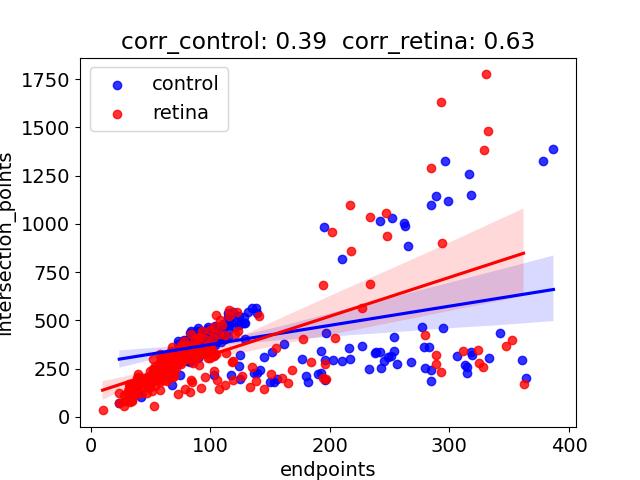 corr_control: 0.39 corr_retina: 0.63
control
retina
1750
1500
1250
1000
750
500
250
0
intersection_points
0 100 200 300 400
endpoints